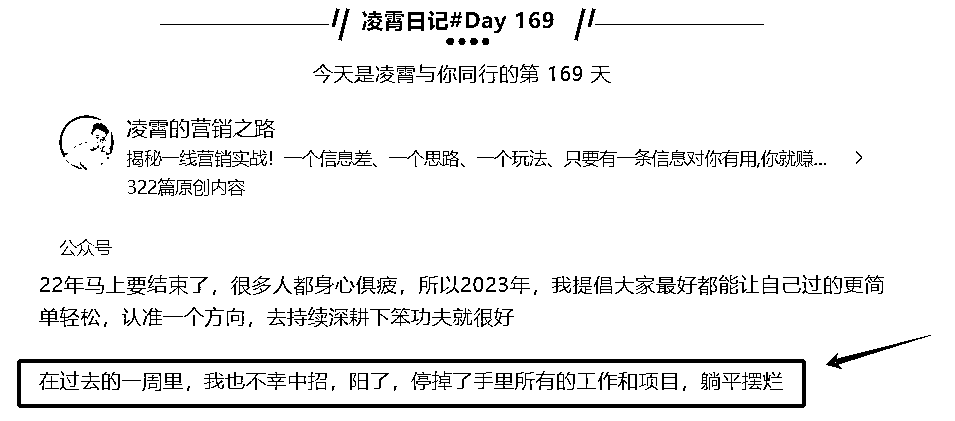 凌霄日记#Day 169
今天是凌霄与你同行的第 169 天
凌霄的营销之路
揭秘一线营销实战！一个信息差、一个思路、一个玩法、只要有一条信息对你有用,你就赚...
322篇原创内容
公众号
22年马上要结束了，很多人都身心俱疲，所以2023年，我提倡大家最好都能让自己过的更简
单轻松，认准一个方向，去持续深耕下笨功夫就很好
在过去的一周里，我也不幸中招，阳了，停掉了手里所有的工作和项目，躺平摆烂